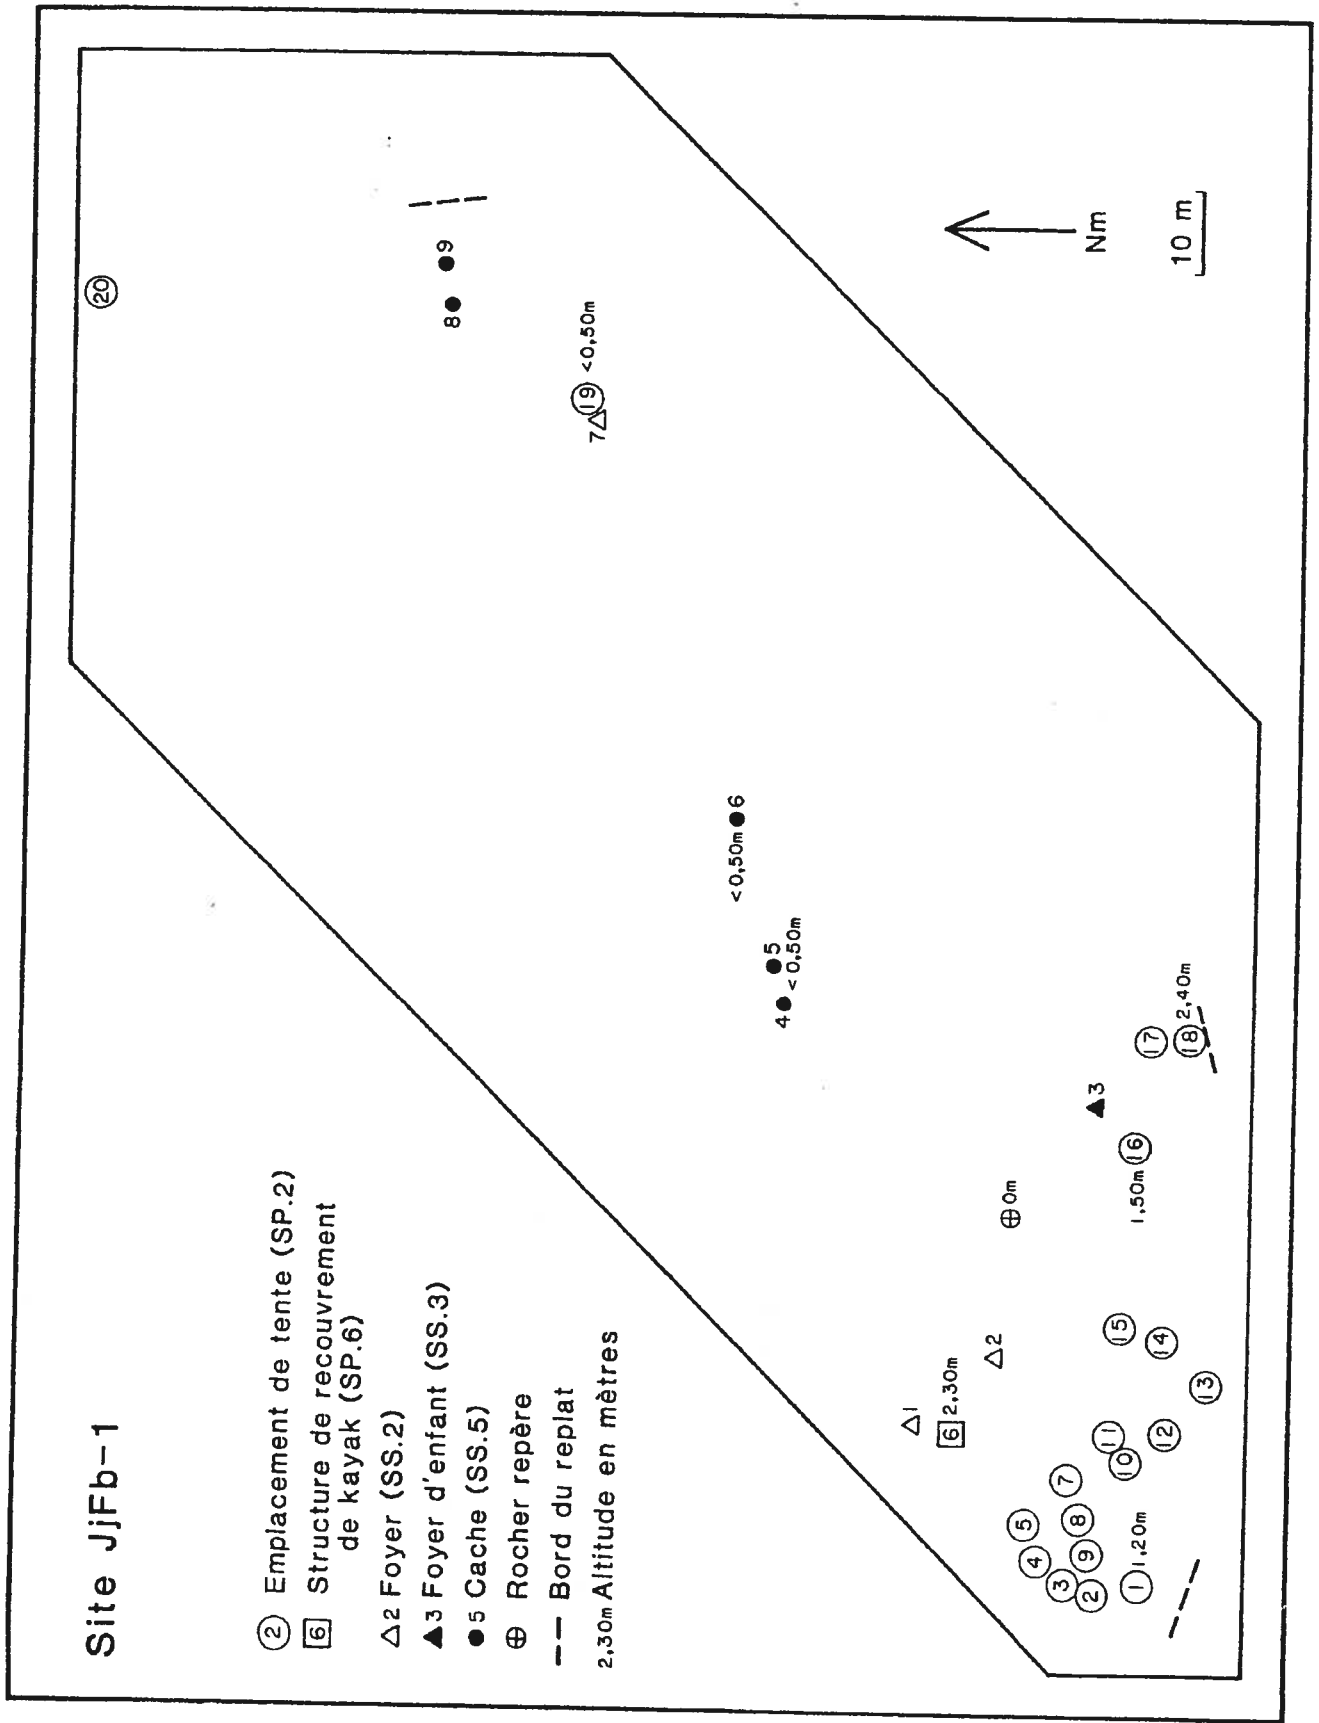 Site JjFb-1
2 Emplacement de tente (SP.2)
6 Structure de recouvrement
de kayak (SP.6)
2 Foyer (SS.2)
3 Foyer d'enfant (SS.3)
5 Cache (SS.5)
Rocher repère
Bord du replat
2,30m Altitude en mètres
20
8
9
7
19
<0,50m
<0,50m
6
4
5
<0,50m
Nm
10 m
1
6
2,30m
2
0m
3
17
18
2,40m
16
1,50m
15
14
13
12
11
10
7
5
8
4
9
3
2
1
1,20m